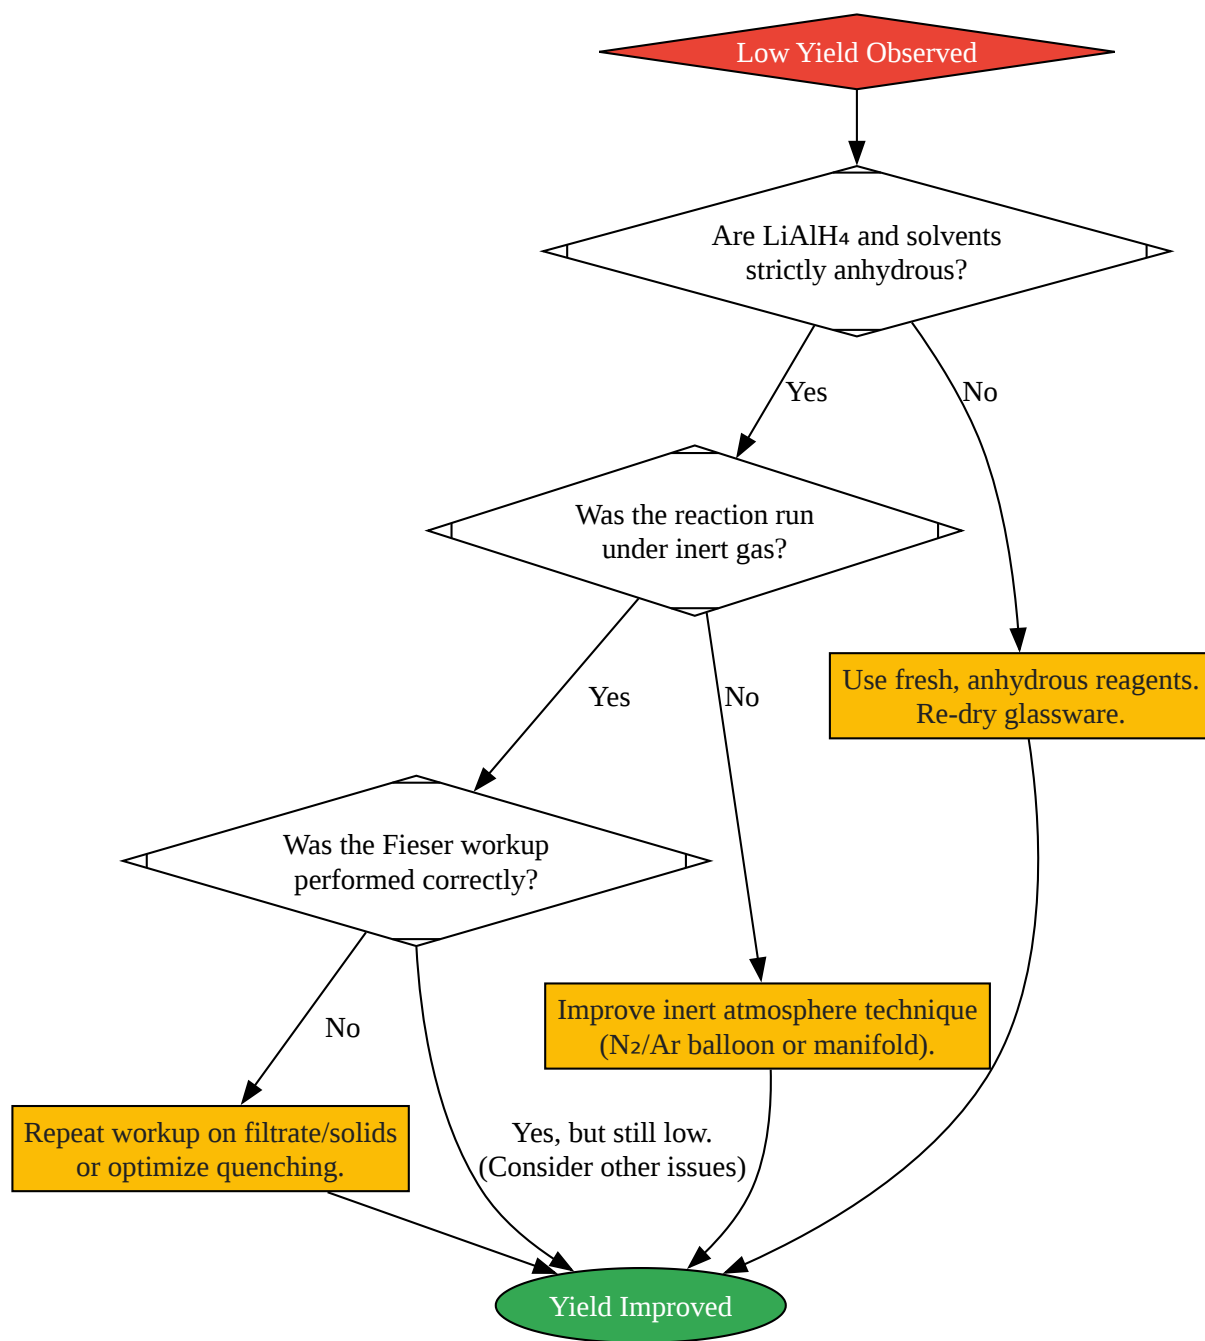 Low Yield Observed
Are LiAlH₄ and solvents
strictly anhydrous?
Yes
No
Was the reaction run
under inert gas?
Yes
No
Use fresh, anhydrous reagents.
Re-dry glassware.
Was the Fieser workup
performed correctly?
No
Improve inert atmosphere technique
(N₂/Ar balloon or manifold).
Repeat workup on filtrate/solids
or optimize quenching.
Yes, but still low.
(Consider other issues)
Yield Improved